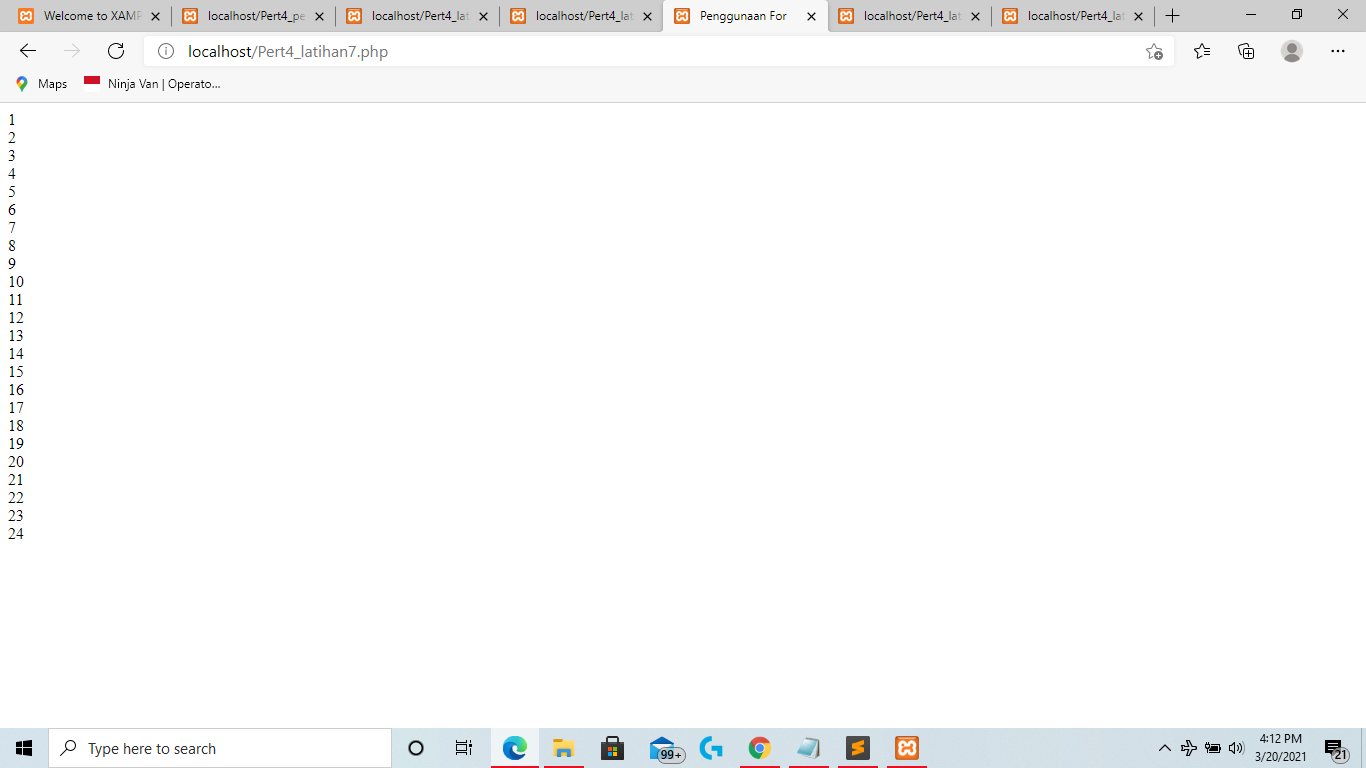 Welcome to XAMP
localhost/Pert4_pe
localhost/Pert4_lat
localhost/Pert4_lat
Penggunaan For
localhost/Pert4_lat
localhost/Pert4_lat
localhost/Pert4_latihan7.php
Maps
Ninja Van | Operato...
1
2
3
4
5
6
7
8
9
10
11
12
13
14
15
16
17
18
19
20
21
22
23
24
Type here to search
99+
4:12 PM
3/20/2021
21